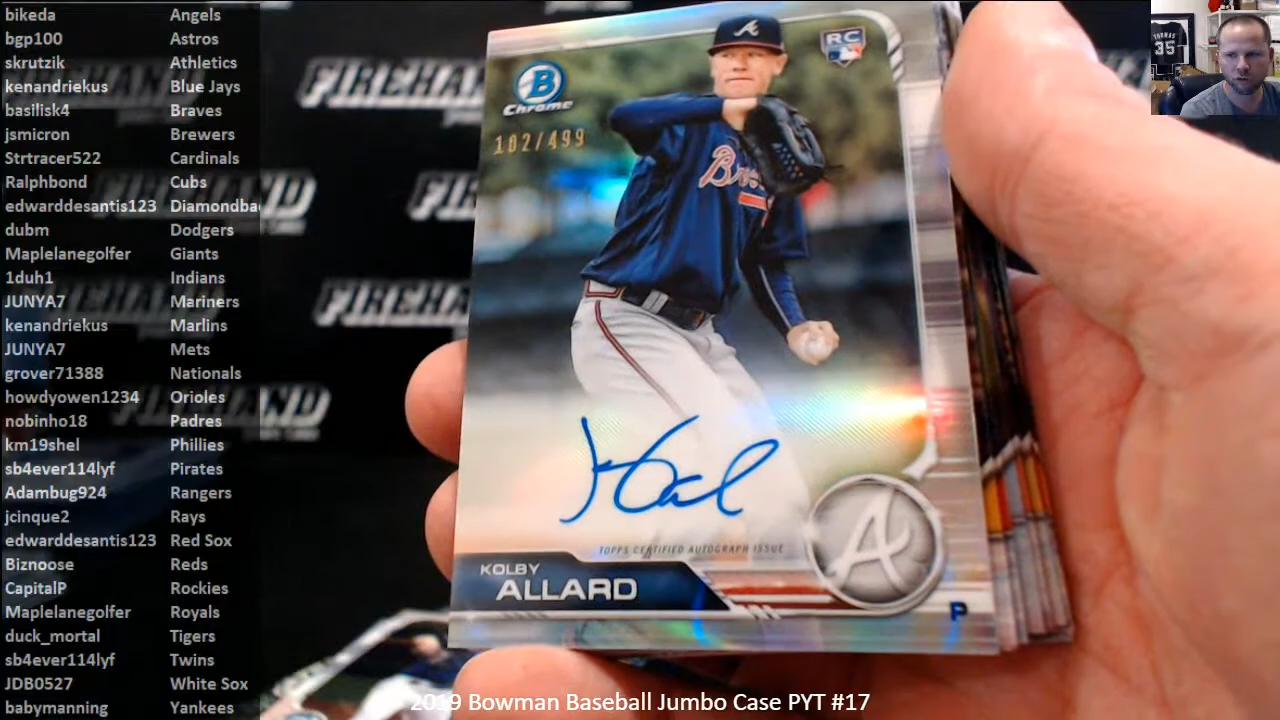 bikeda Angels
bgp100 Astros
skrutzik Athletics
kenandriekus Blue Jays
basilisk4 Braves
jsmicron Brewers
Strtracer522 Cardinals
Ralphbond Cubs
edwarddesantis123 Diamondba
dubm Dodgers
Maplelanegolfer Giants
1duh1 Indians
JUNYA7 Mariners
kenandriekus Marlins
JUNYA7 Mets
grover71388 Nationals
howdyowen1234 Orioles
nobinho18 Padres
km19shel Phillies
sb4ever114lyf Pirates
Adambug924 Rangers
jcinque2 Rays
edwarddesantis123 Red Sox
Biznoose Reds
CapitalP Rockies
Maplelanegolfer Royals
duck_mortal Tigers
sb4ever114lyf Twins
JDB0527 White Sox
babymanning Yankees
FIREHAND
B
Chrome
102/499
RC
A
TOPPS CERTIFIED AUTOGRAPH ISSUE
KOLBY
ALLARD
A
P
THOMAS
35
2019 Bowman Baseball Jumbo Case PYT #17